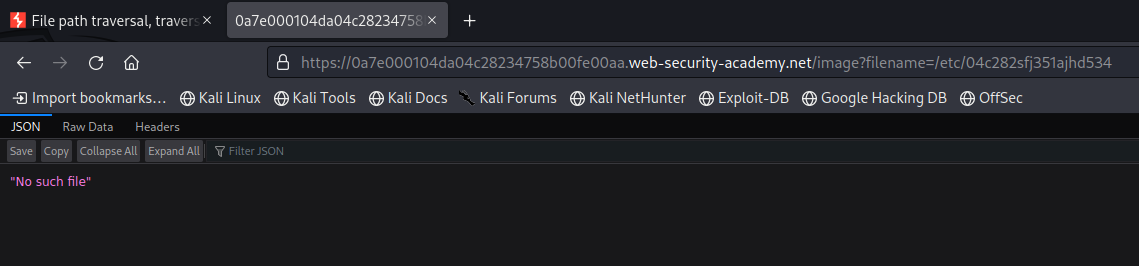 File path traversal, travers
0a7e000104da04c28234758
https://0a7e000104da04c28234758b00fe00aa.web-security-academy.net/image?filename=/etc/04c282sfj351ajhd534
Import bookmarks... Kali Linux Kali Tools Kali Docs Kali Forums Kali NetHunter Exploit-DB Google Hacking DB OffSec
JSON Raw Data Headers
Save Copy Collapse All Expand All Filter JSON
"No such file"